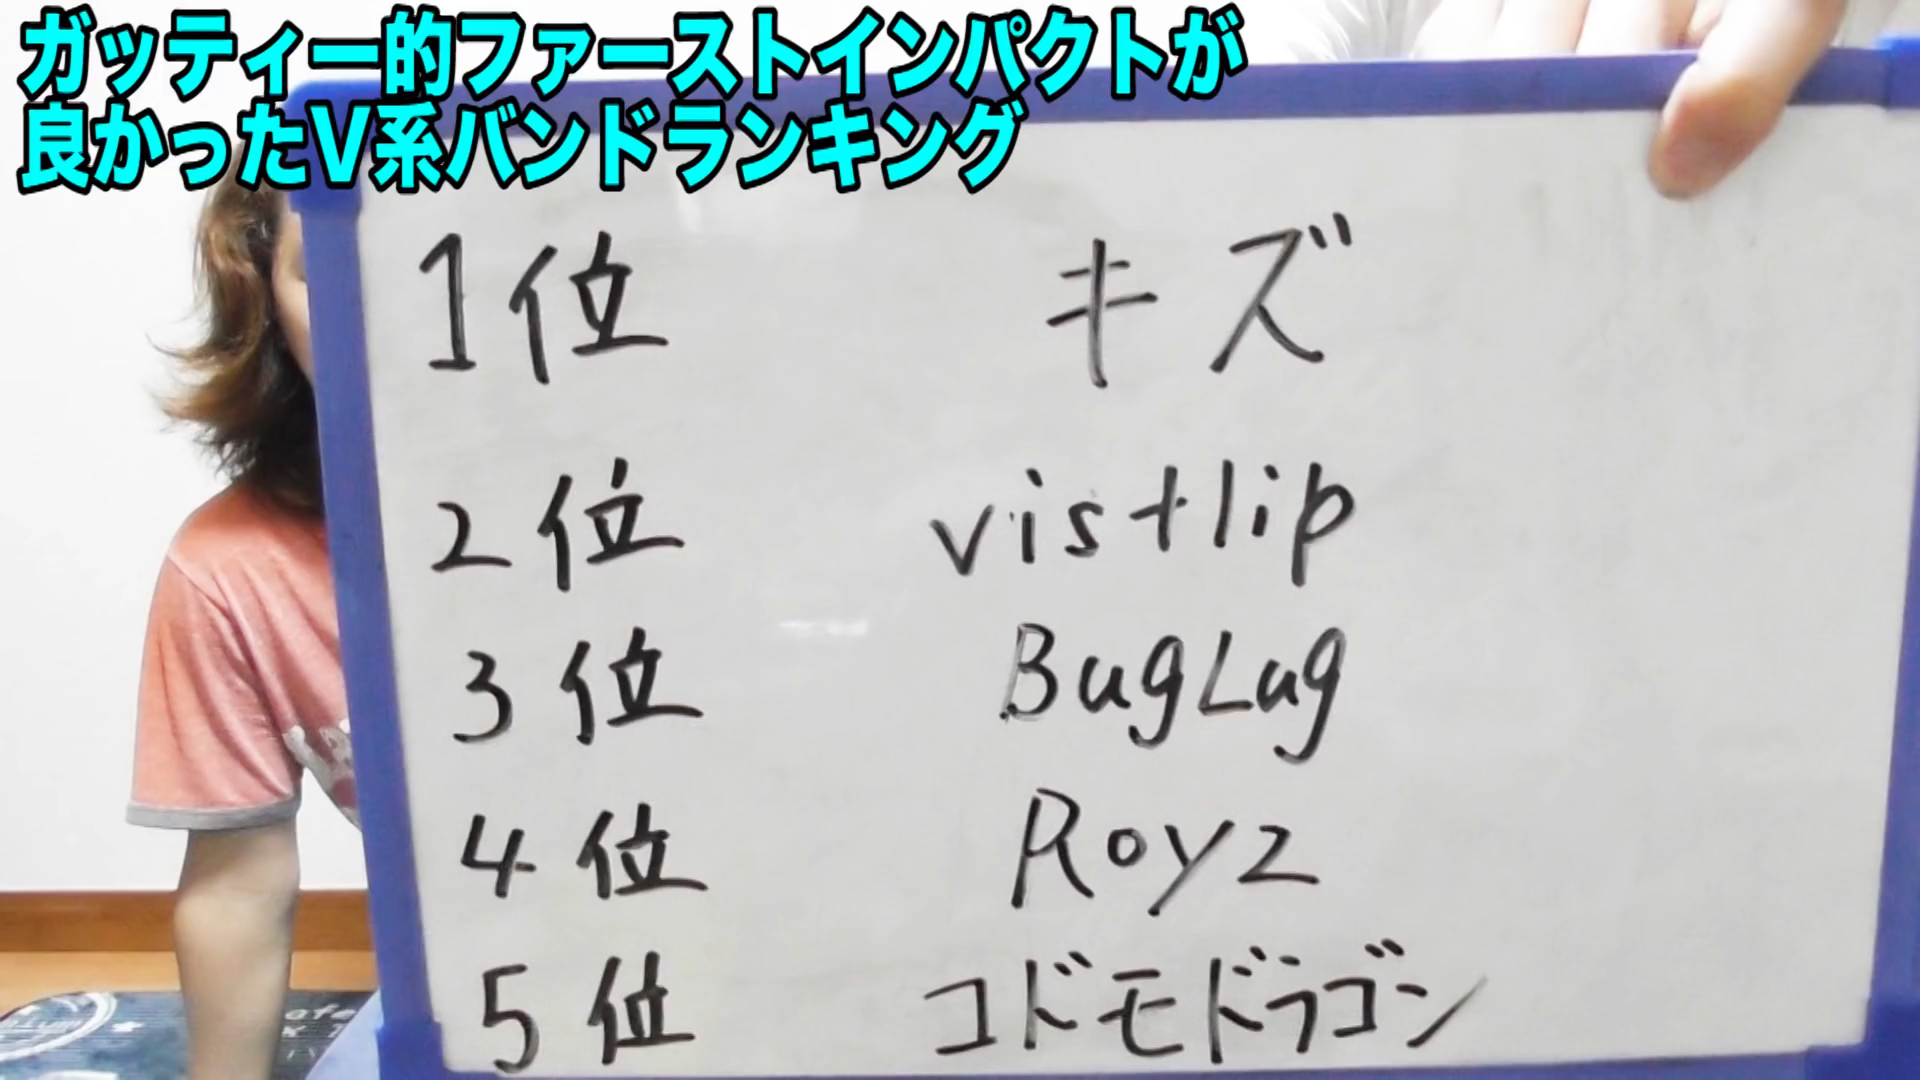 ガッティー的ファーストインパクトが
良かったV系バンドランキング
1位 キズ
2位 vistlip
3位 BugLug
4位 Royz
5位 コドモドラゴン